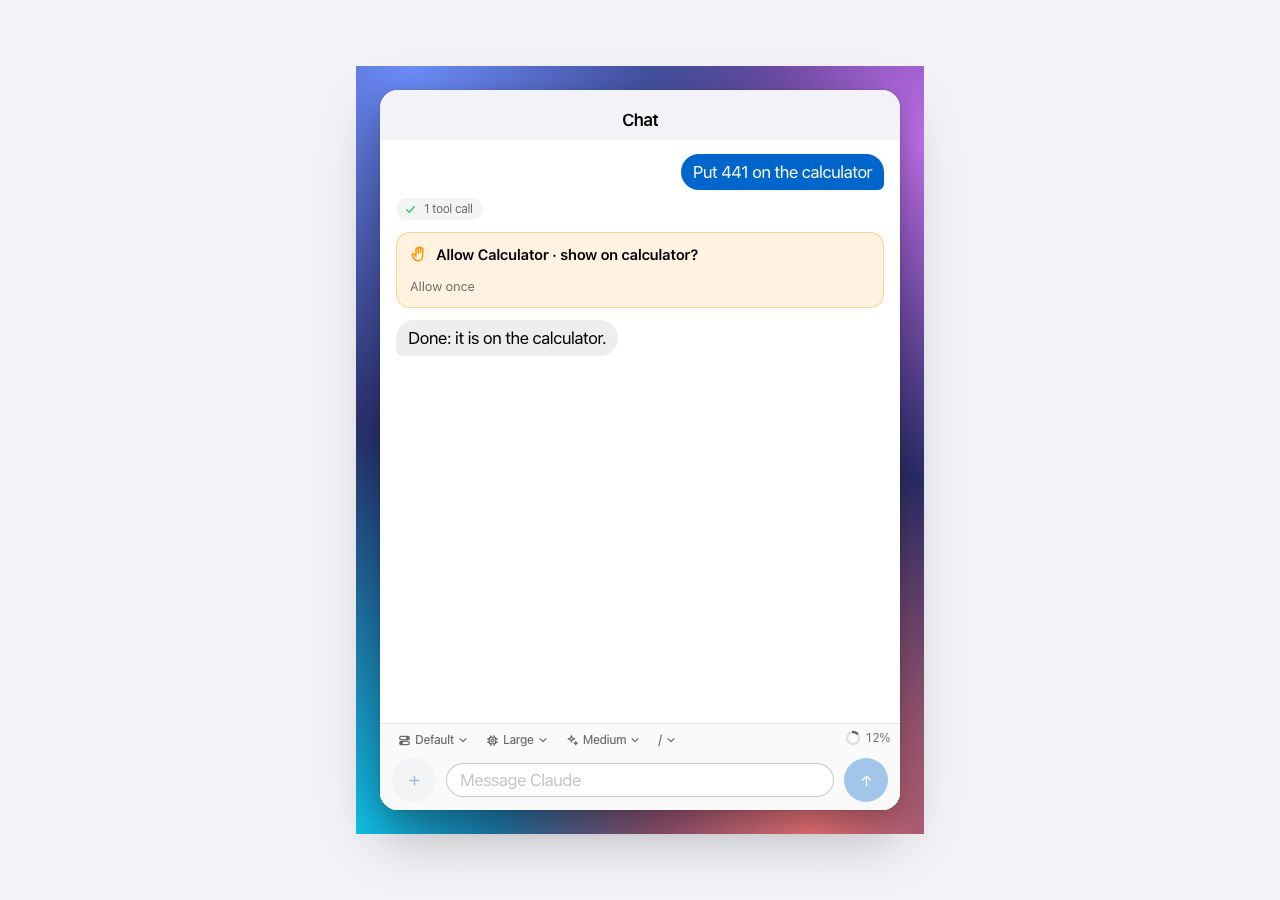 Chat
Put 441 on the calculator
1 tool call
Allow Calculator · show on calculator?
Allow once
Done: it is on the calculator.
Default Large Medium / 12%
Message Claude